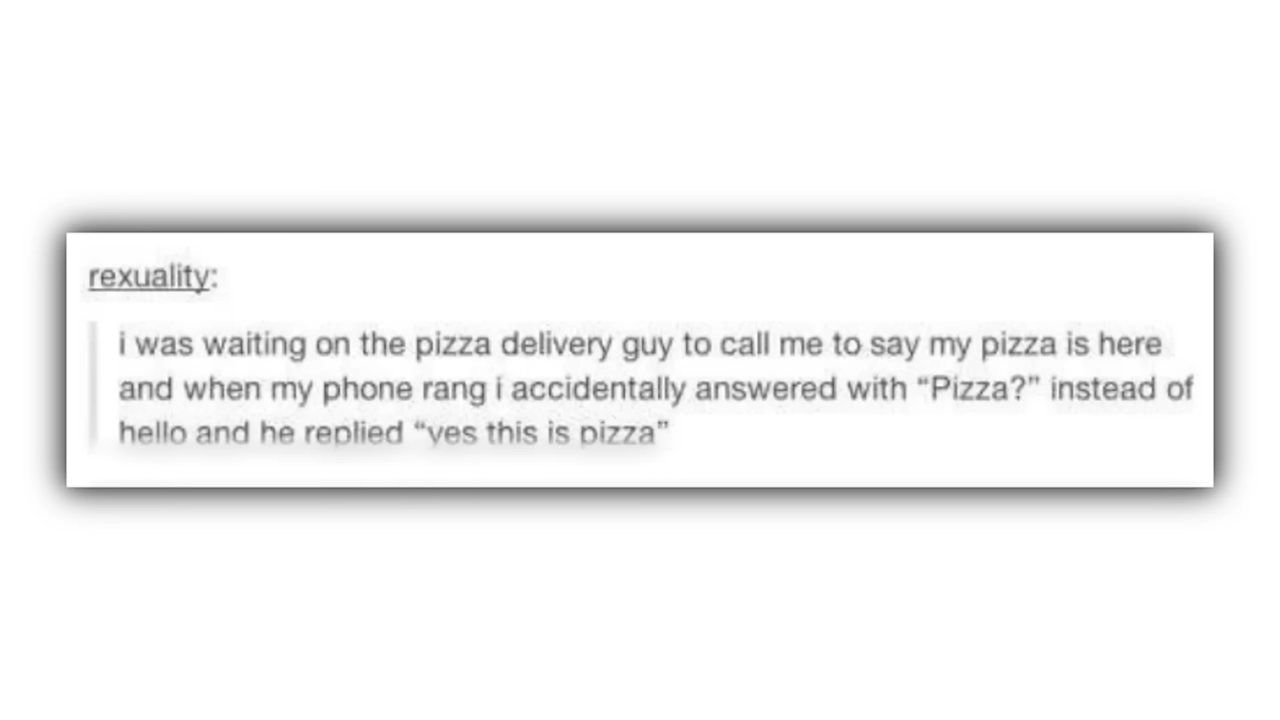 rexuality:
i was waiting on the pizza delivery guy to call me to say my pizza is here
and when my phone rang i accidentally answered with “Pizza?” instead of
hello and he replied “yes this is pizza”